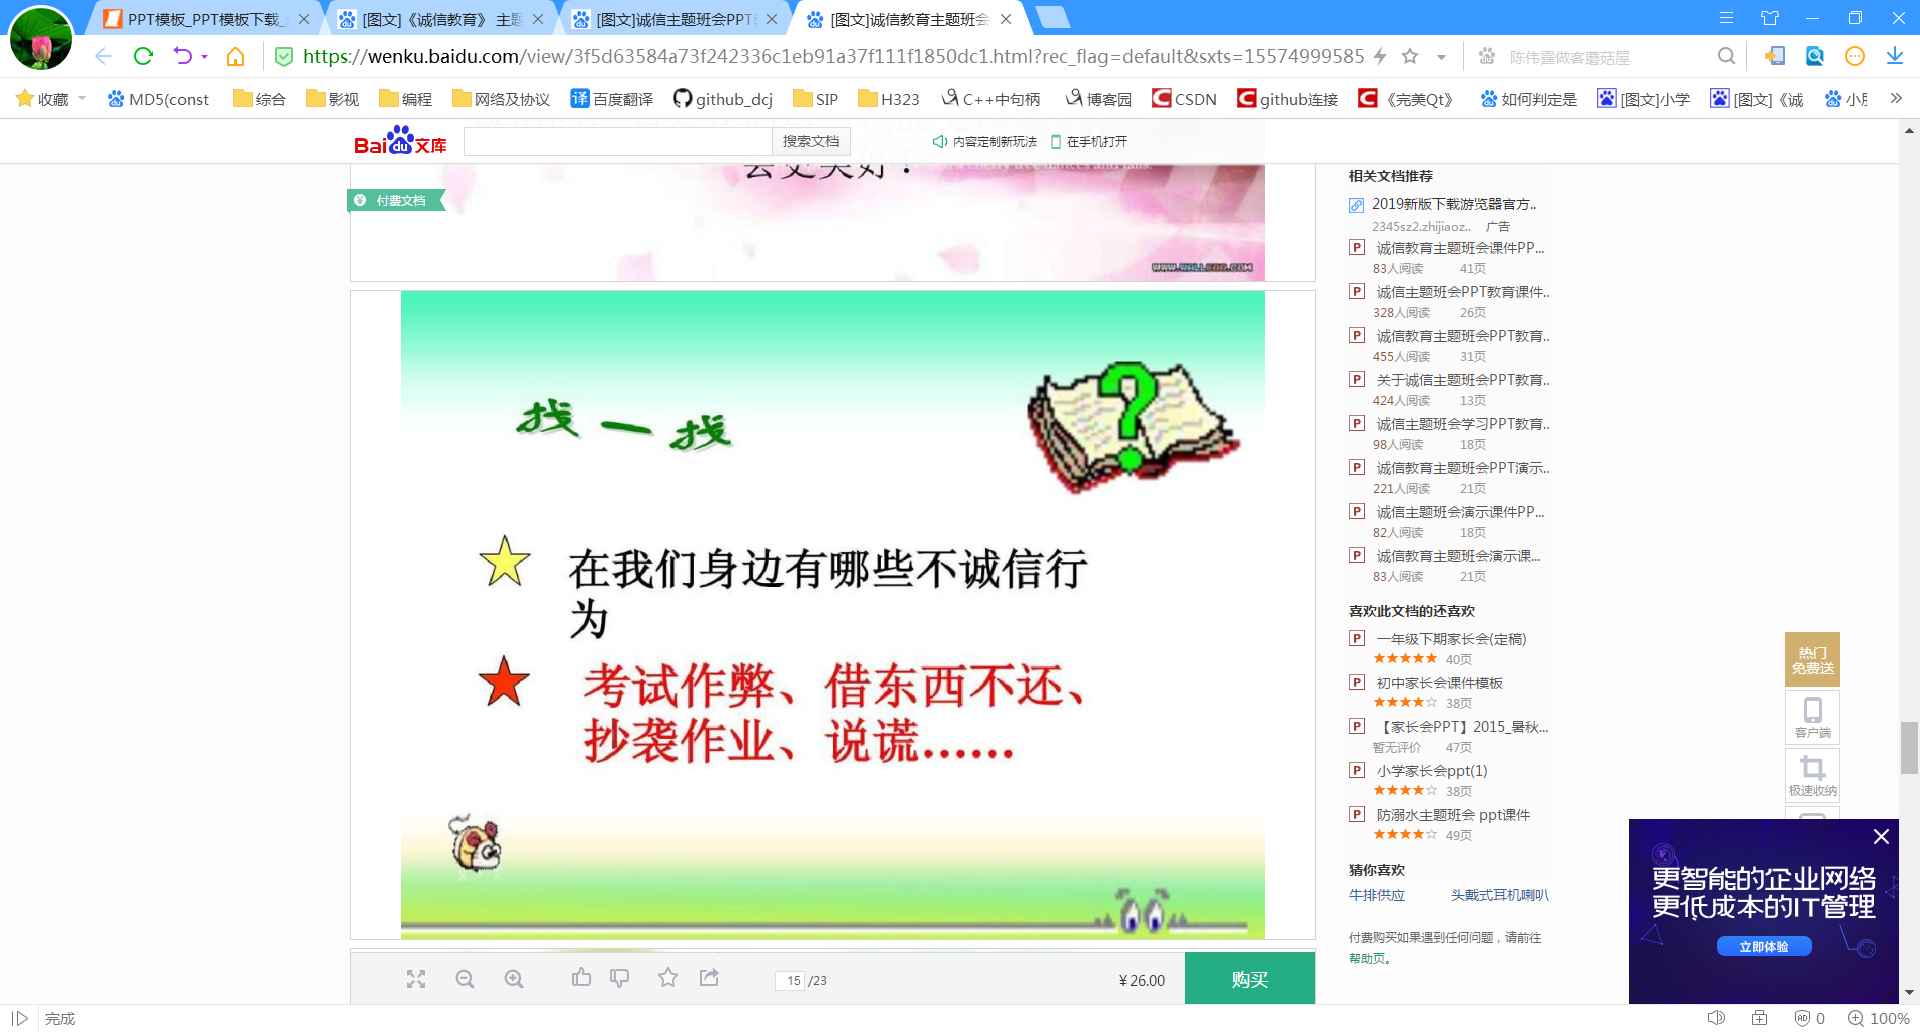 PPT模板_PPT模板下载_
[图文]《诚信教育》 主题
[图文]诚信主题班会PPT
[图文]诚信教育主题班会
https://wenku.baidu.com/view/3f5d63584a73f242336c1eb91a37f111f1850dc1.html?rec_flag=default&sxts=15574999585
陈伟霆做客蘑菇屋
收藏
MD5(const
综合
影视
编程
网络及协议
译 百度翻译
github_dcj
SIP
H323
C++中句柄
博客园
CSDN
github连接
《完美Qt》
如何判定是
[图文]小学
[图文]《诚
Baidu文库
搜索文档
内容定制新玩法
在手机打开
会更美好！
¥ 付费文档
WWW.WALLCOO.COM
找一找
在我们身边有哪些不诚信行
为
考试作弊、借东西不还、
抄袭作业、说谎……
15 /23
¥ 26.00
购买
相关文档推荐
2019新版下载游览器官方..
2345sz2.zhijiaoz.. 广告
P 诚信教育主题班会课件PP...
83人阅读 41页
P 诚信主题班会PPT教育课件..
328人阅读 26页
P 诚信教育主题班会PPT教育..
455人阅读 31页
P 关于诚信主题班会PPT教育..
424人阅读 13页
P 诚信主题班会学习PPT教育..
98人阅读 18页
P 诚信教育主题班会PPT演示..
221人阅读 21页
P 诚信主题班会演示课件PP...
82人阅读 18页
P 诚信教育主题班会演示课...
83人阅读 21页
喜欢此文档的还喜欢
P 一年级下期家长会(定稿)
40页
P 初中家长会课件模板
38页
P 【家长会PPT】2015_暑秋...
暂无评价 47页
P 小学家长会ppt(1)
38页
P 防溺水主题班会 ppt课件
49页
猜你喜欢
牛排供应 头戴式耳机喇叭
付费购买如果遇到任何问题，请前往
帮助页。
热门
免费送
客户端
极速收纳
更智能的企业网络
更低成本的IT管理
立即体验
完成
0
100%